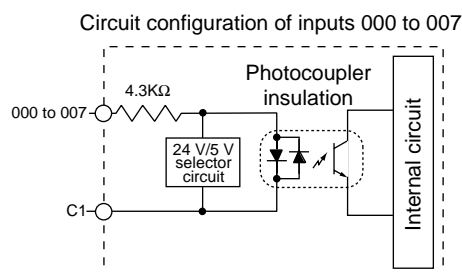 Circuit configuration of inputs 000 to 007
4.3KΩ
Photocoupler
insulation
000 to 007
24 V/5 V
selector
circuit
C1
Internal circuit